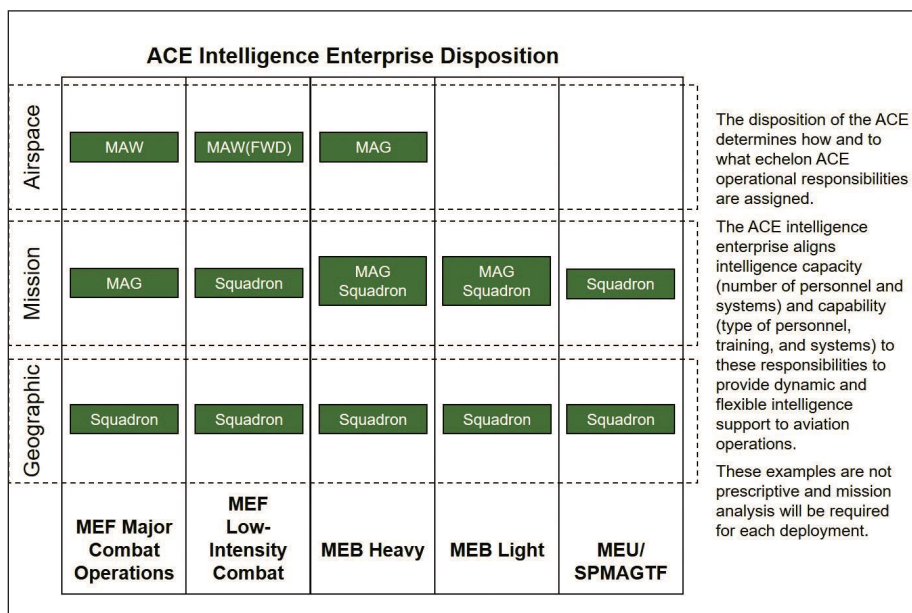 ACE Intelligence Enterprise Disposition
Airspace
MAW
MAW(FWD)
MAG
Mission
MAG
Squadron
MAG
Squadron
MAG
Squadron
Squadron
Geographic
Squadron
Squadron
Squadron
Squadron
Squadron
MEF Major
Combat
Operations
MEF
Low-
Intensity
Combat
MEB Heavy
MEB Light
MEU/
SPMAGTF
The disposition of the ACE
determines how and to
what echelon ACE
operational responsibilities
are assigned.
The ACE intelligence
enterprise aligns
intelligence capacity
(number of personnel and
systems) and capability
(type of personnel,
training, and systems) to
these responsibilities to
provide dynamic and
flexible intelligence
support to aviation
operations.
These examples are not
prescriptive and mission
analysis will be required
for each deployment.